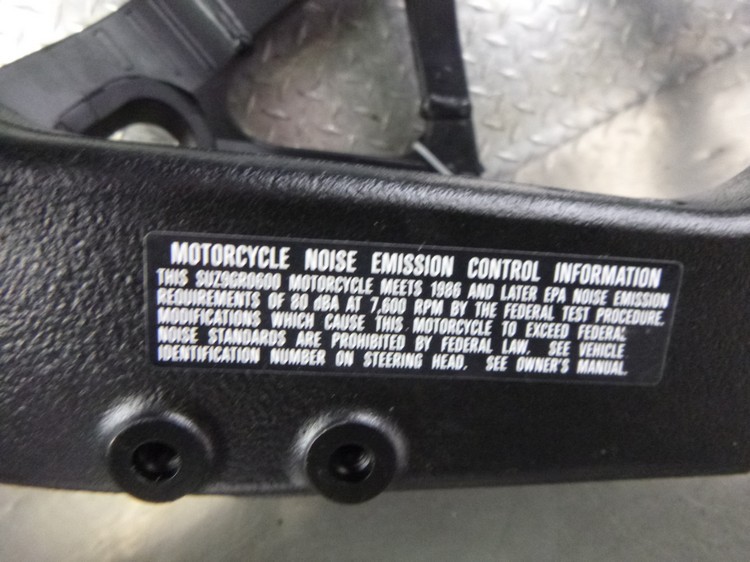 MOTORCYCLE NOISE EMISSION CONTROL INFORMATION
THIS SUZ9GR0600 MOTORCYCLE MEETS 1986 AND LATER EPA NOISE EMISSION
REQUIREMENTS OF 80 dBA AT 7,600 RPM BY THE FEDERAL TEST PROCEDURE.
MODIFICATIONS WHICH CAUSE THIS MOTORCYCLE TO EXCEED FEDERAL
NOISE STANDARDS ARE PROHIBITED BY FEDERAL LAW. SEE VEHICLE
IDENTIFICATION NUMBER ON STEERING HEAD. SEE OWNER'S MANUAL.